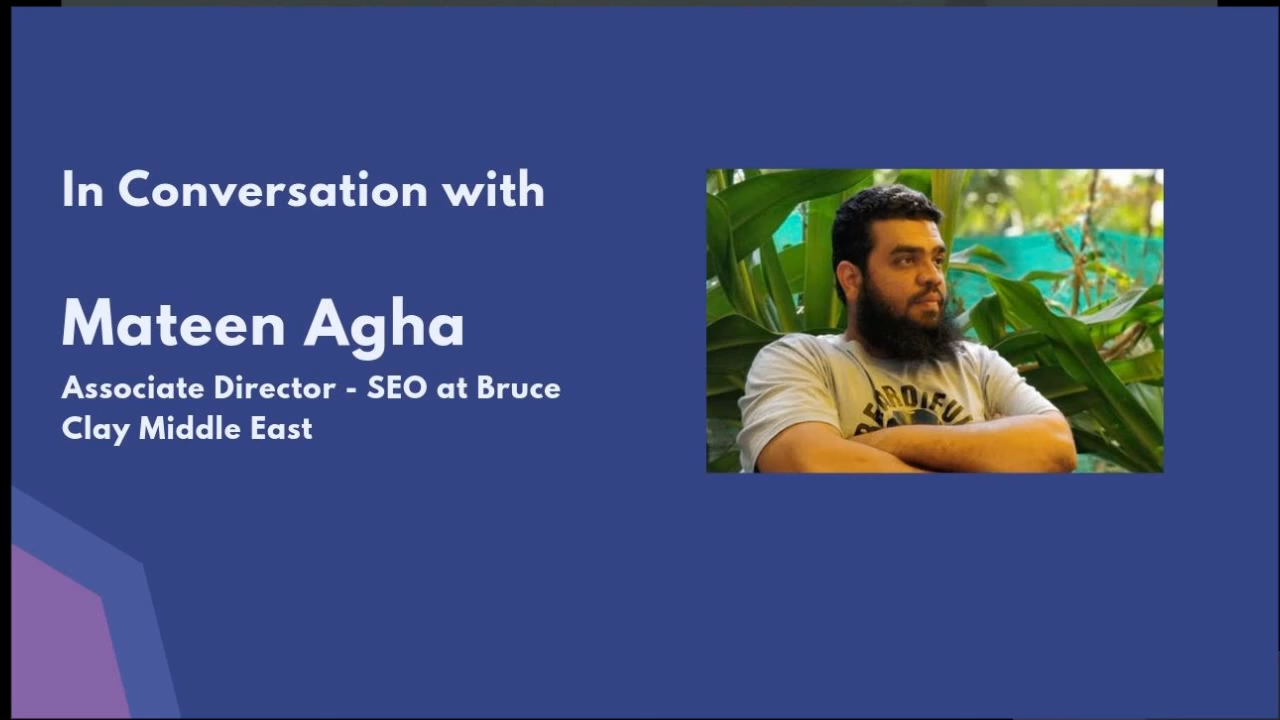 In Conversation with
Mateen Agha
Associate Director - SEO at Bruce
Clay Middle East